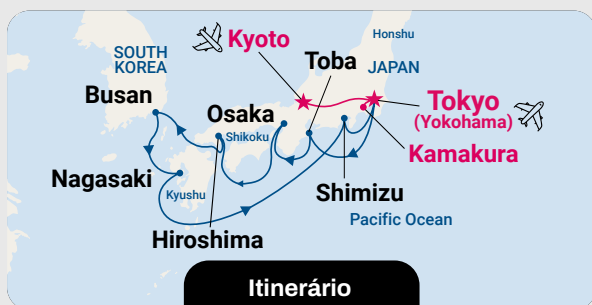 Kyoto
Honshu
SOUTH
KOREA
Toba
JAPAN
Busan
Osaka
Tokyo
(Yokohama)
Shikoku
Kamakura
Nagasaki
Kyushu
Shimizu
Pacific Ocean
Hiroshima
Itinerário